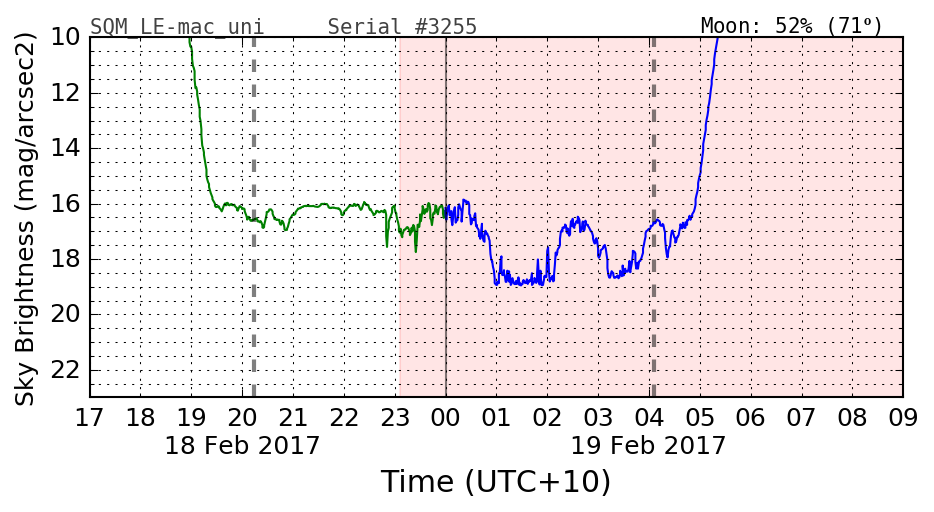 SQM_LE-mac_uni Serial #3255 Moon: 52% (71°)
Sky Brightness (mag/arcsec2)
10
12
14
16
18
20
22
17 18 19 20 21 22 23 00 01 02 03 04 05 06 07 08 09
18 Feb 2017 19 Feb 2017
Time (UTC+10)